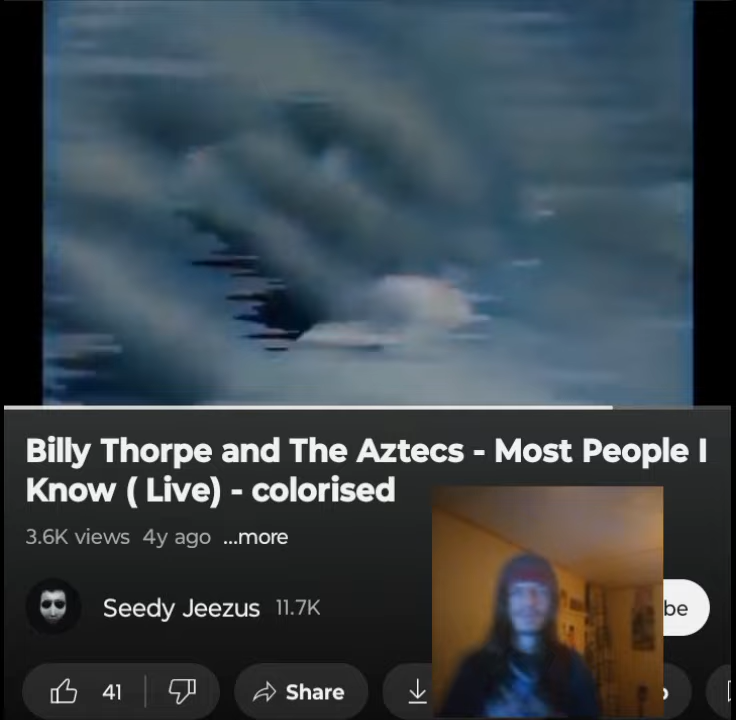 Billy Thorpe and The Aztecs - Most People I
Know ( Live) - colorised
3.6K views 4y ago ...more
Seedy Jeezus 11.7K
be
41 Share